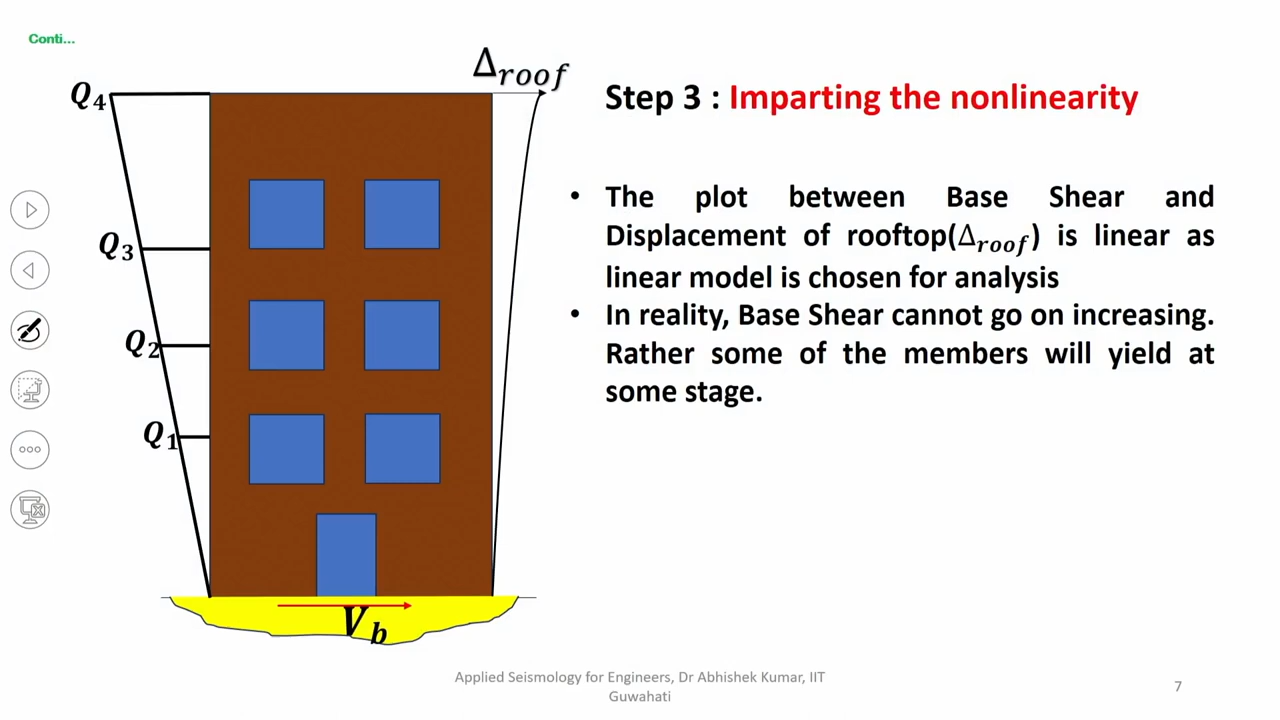 Conti...
Δroof
Q4
Q3
Q2
Q1
Vb
Step 3 : Imparting the nonlinearity
• The plot between Base Shear and
Displacement of rooftop(Δroof) is linear as
linear model is chosen for analysis
• In reality, Base Shear cannot go on increasing.
Rather some of the members will yield at
some stage.
Applied Seismology for Engineers, Dr Abhishek Kumar, IIT
Guwahati
7